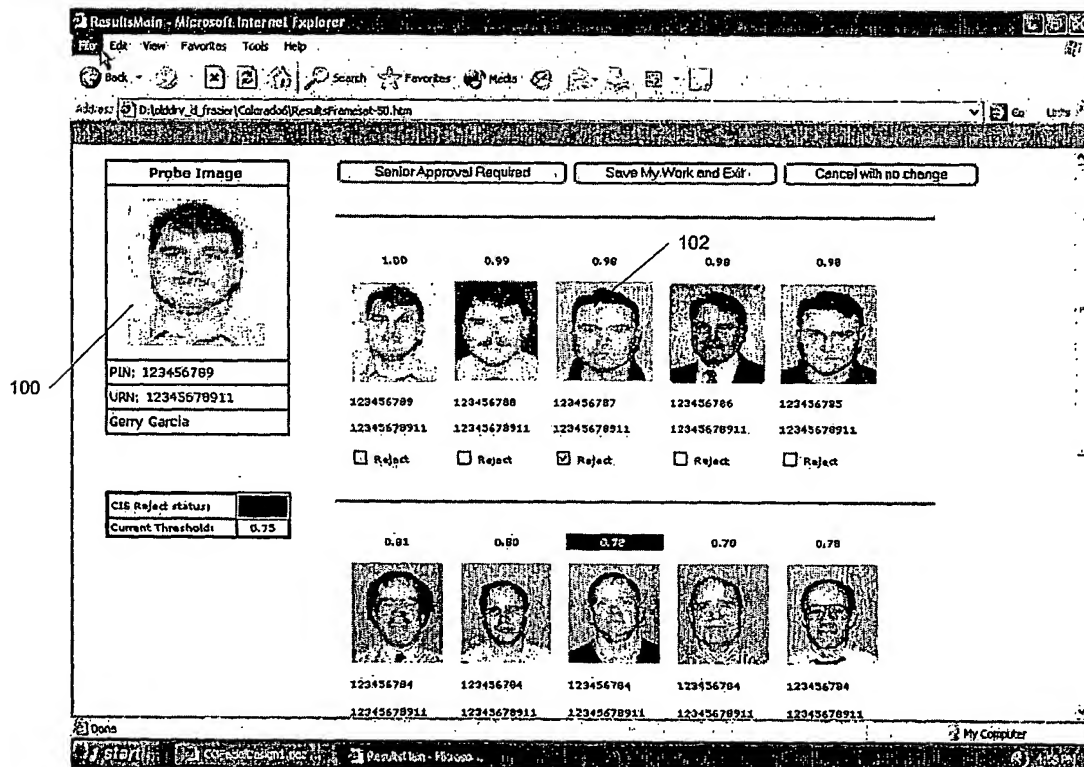 ResultsMain - Microsoft Internet Explorer
File Edit View Favorites Tools Help
Back Search Favorites Media
Address D:\olddrv_d_frazier\Colorado6\ResultsFrameset-50.htm Go Links
Probe Image
Senior Approval Required Save My Work and Exit Cancel with no change
102
1.00 0.99 0.98 0.98 0.98
100
PIN: 123456789
URN: 12345678911
Gerry Garcia
123456789 123456788 123456787 123456786 123456785
12345678911 12345678911 12345678911 12345678911 12345678911
Reject Reject Reject Reject Reject
CIS Reject status:
Current Threshold: 0.75
0.81 0.80 0.78 0.78
123456784 123456784 123456784 123456784 123456784
12345678911 12345678911 12345678911 12345678911 12345678911
Done My Computer
start ResultsMain - Microso...